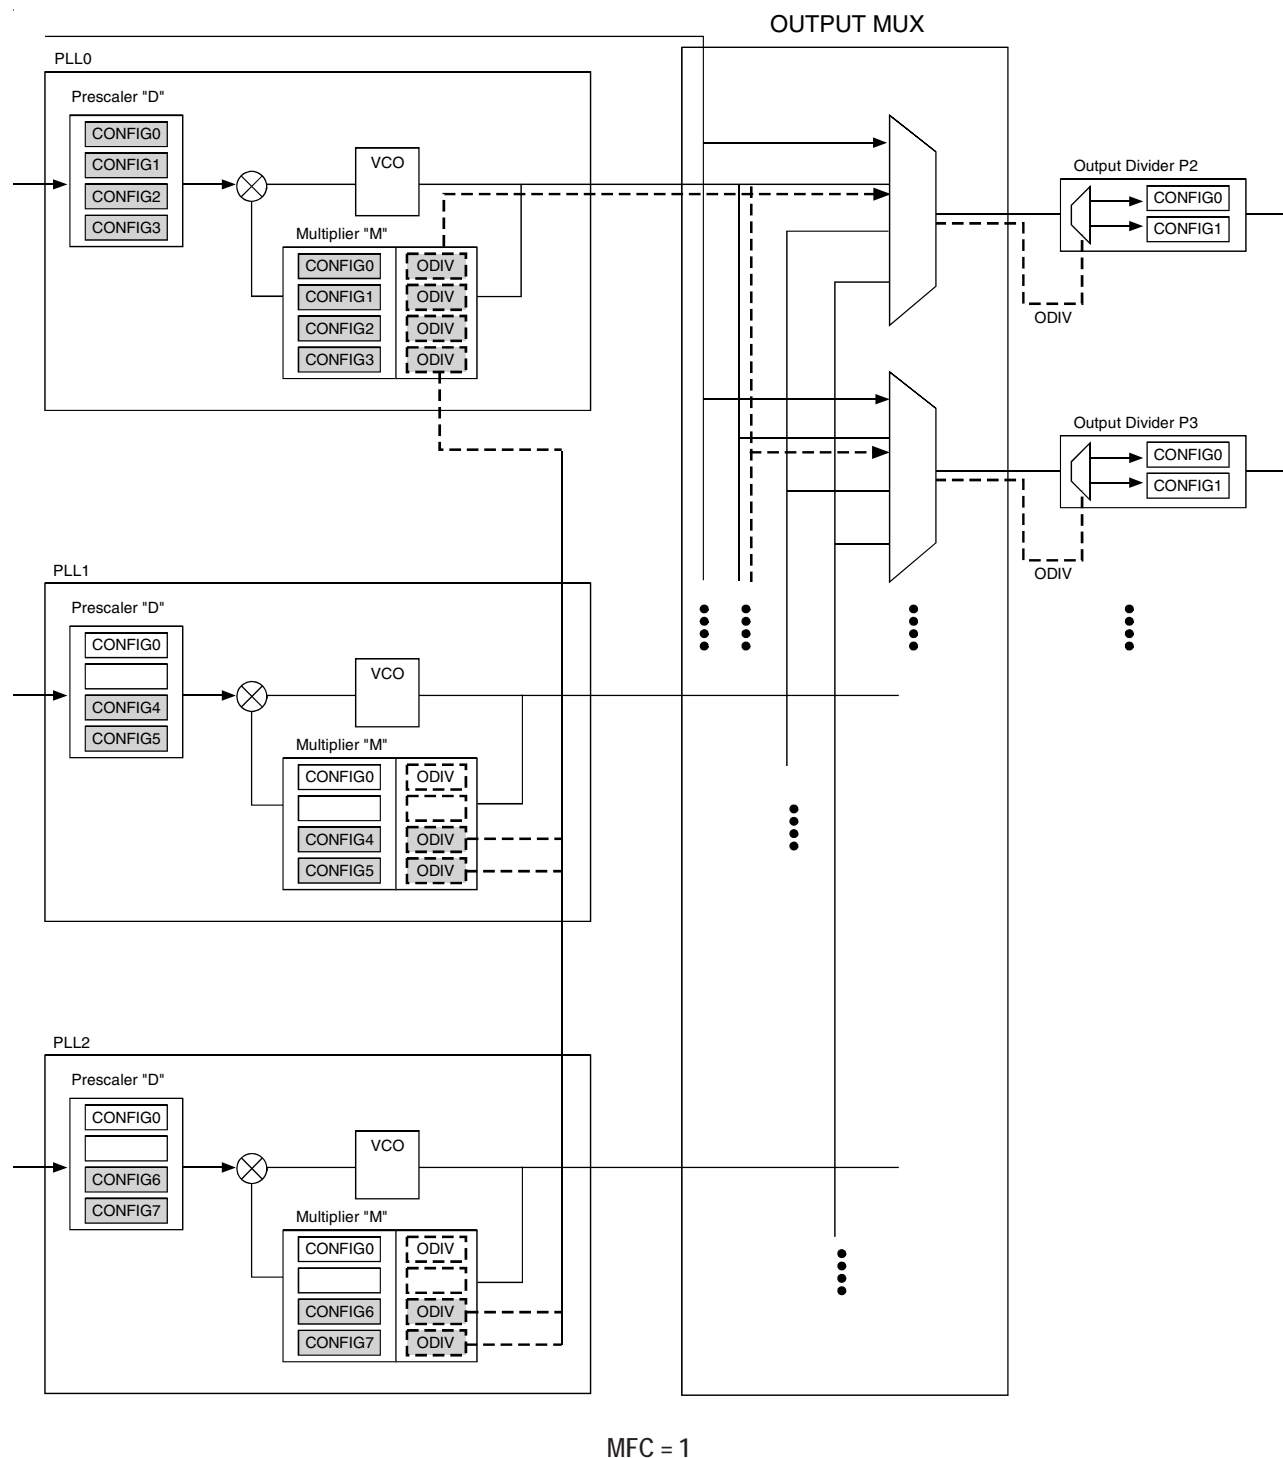 OUTPUT MUX
PLL0
Prescaler "D"
CONFIG0
CONFIG1
CONFIG2
CONFIG3
VCO
Multiplier "M"
CONFIG0 ODIV
CONFIG1 ODIV
CONFIG2 ODIV
CONFIG3 ODIV
Output Divider P2
CONFIG0
CONFIG1
ODIV
Output Divider P3
CONFIG0
CONFIG1
ODIV
PLL1
Prescaler "D"
CONFIG0
CONFIG4
CONFIG5
VCO
Multiplier "M"
CONFIG0 ODIV
CONFIG4 ODIV
CONFIG5 ODIV
PLL2
Prescaler "D"
CONFIG0
CONFIG6
CONFIG7
VCO
Multiplier "M"
CONFIG0 ODIV
CONFIG6 ODIV
CONFIG7 ODIV
MFC = 1